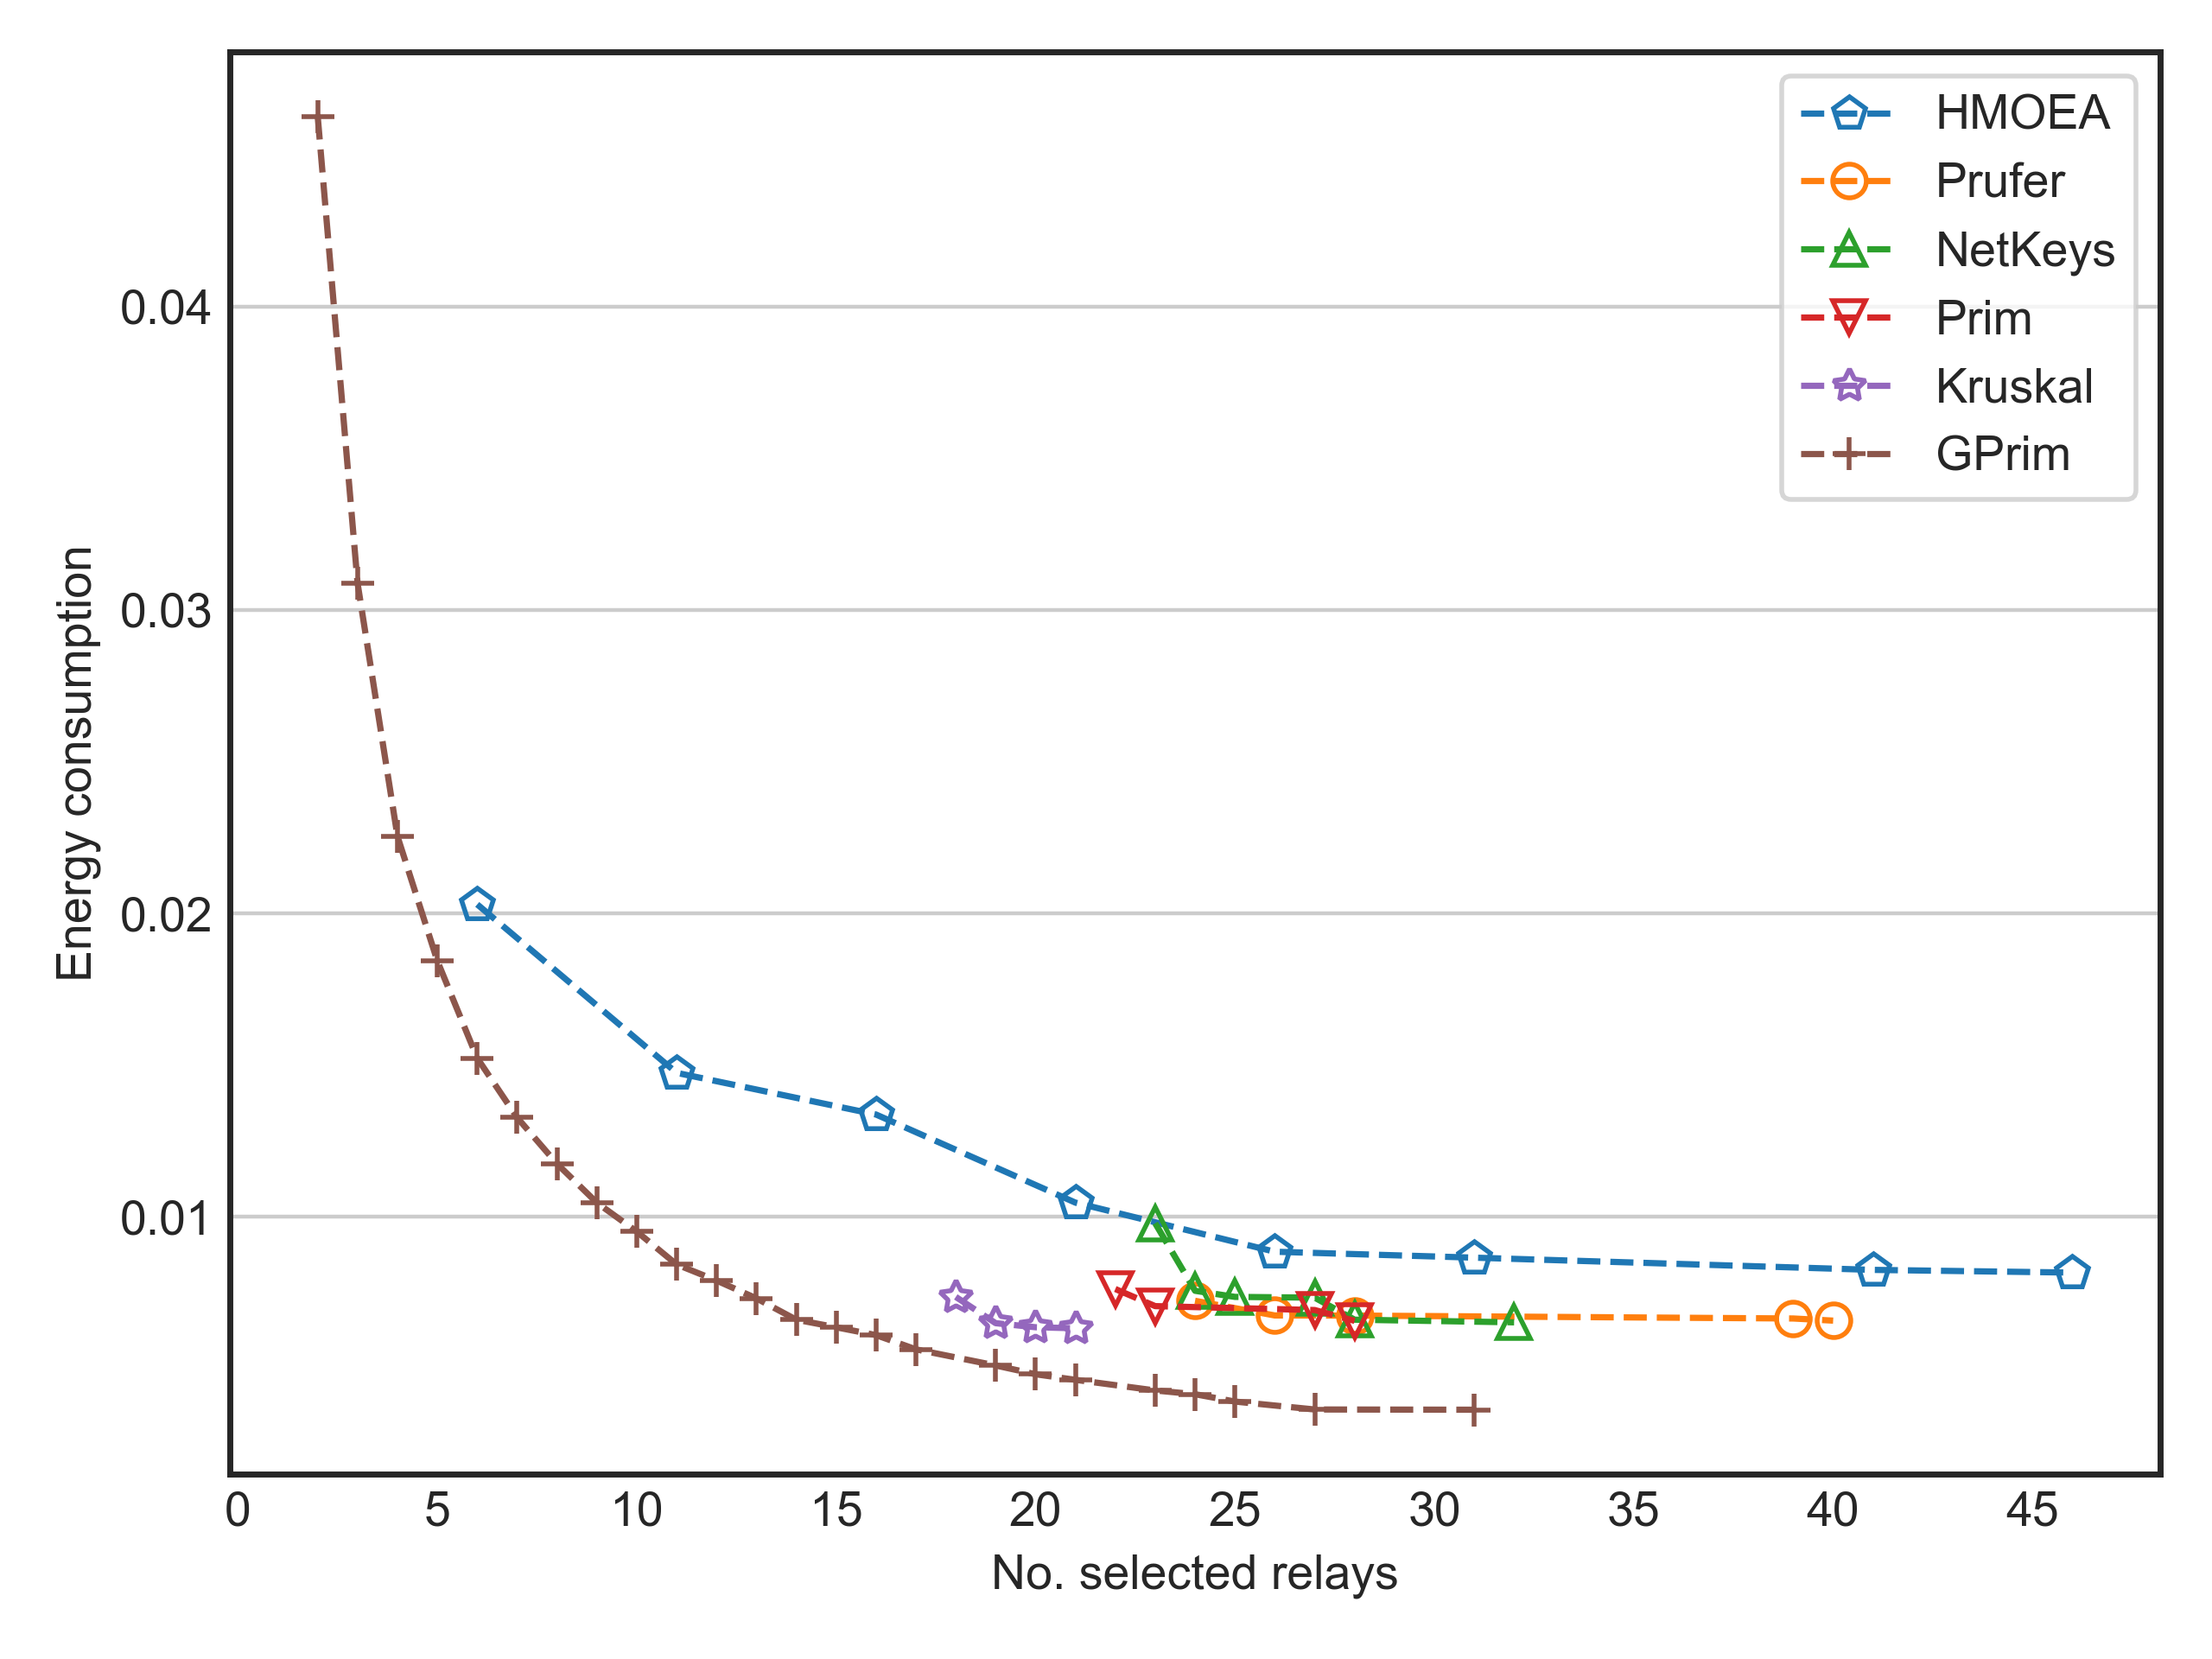 HMOEA
Prufer
NetKeys
Prim
Kruskal
GPrim
Energy consumption
0.04
0.03
0.02
0.01
0 5 10 15 20 25 30 35 40 45
No. selected relays